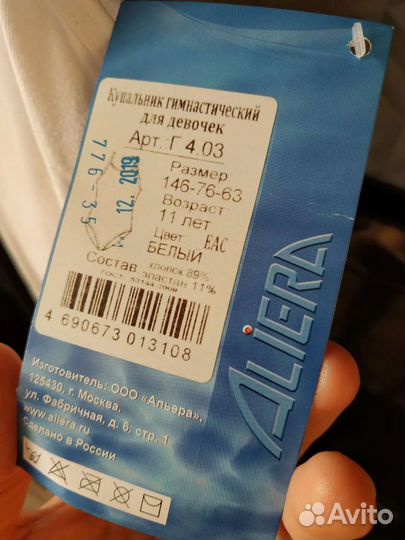 Купальник гимнастический
для девочек
Арт. Г 4.03
Размер
146-76-63
Возраст:
11 лет
Цвет: ЕАС
БЕЛЫЙ
Состав хлопок 89%
эластан 11%
776-35
12. 2019
4 690673 013108
ALIERA
Изготовитель: ООО "Альера",
125430, г. Москва,
ул. Фабричная, д. 6, стр. 1
www.aliera.ru
Сделано в России
Avito